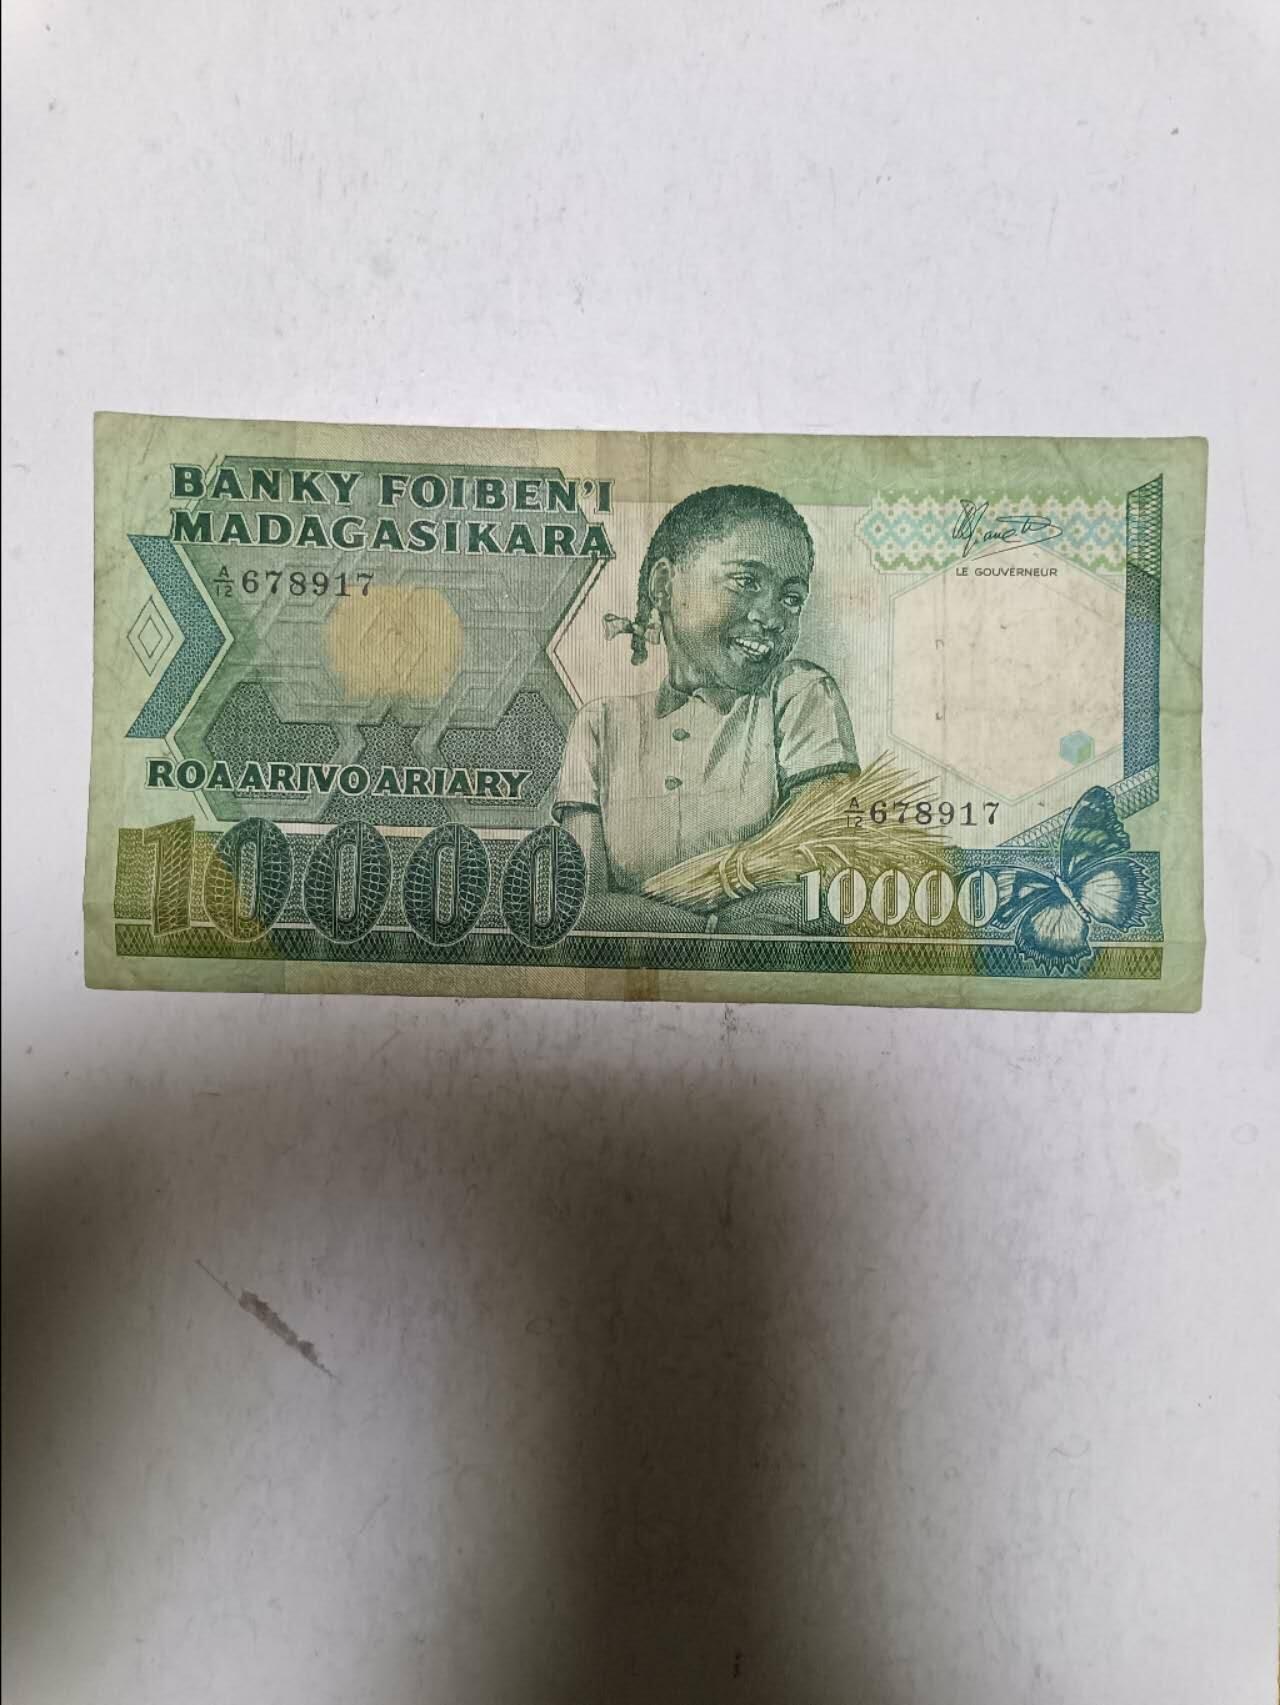 BANKY FOIBEN'I
MADAGASIKARA
A/12 678917
LE GOUVERNEUR
ROA ARIVO ARIARY
A/12 678917
10000
10000